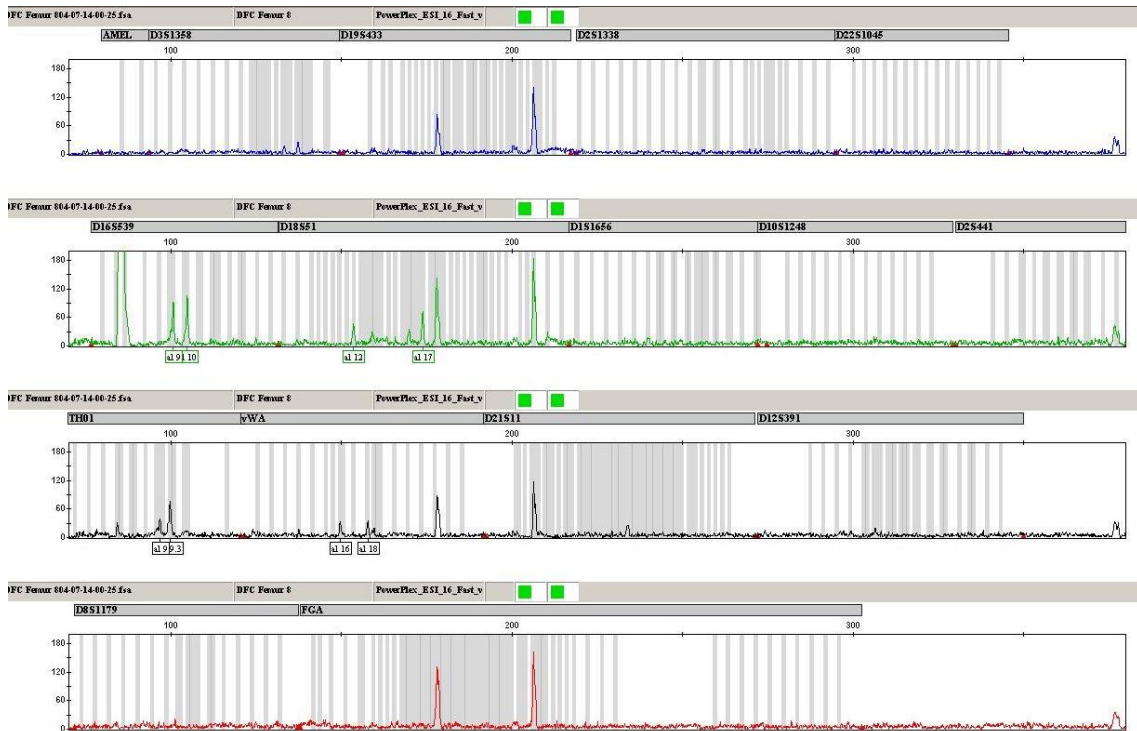 DFC Femur 804-07-14-00-25.fsa DFC Femur 8 PowerPlex_ESI_16_Fast_v
AMEL D3S1358 D19S433 D2S1338 D22S1045
100 200 300
180
120
60
0
DFC Femur 804-07-14-00-25.fsa DFC Femur 8 PowerPlex_ESI_16_Fast_v
D16S539 D18S51 D1S1656 D10S1248 D2S441
100 200 300
180
120
60
0
al 9 al 10 al 12 al 17
DFC Femur 804-07-14-00-25.fsa DFC Femur 8 PowerPlex_ESI_16_Fast_v
TH01 vWA D21S11 D12S391
100 200 300
180
120
60
0
al 9 9.3 al 16 al 18
DFC Femur 804-07-14-00-25.fsa DFC Femur 8 PowerPlex_ESI_16_Fast_v
D8S1179 FGA
100 200 300
180
120
60
0